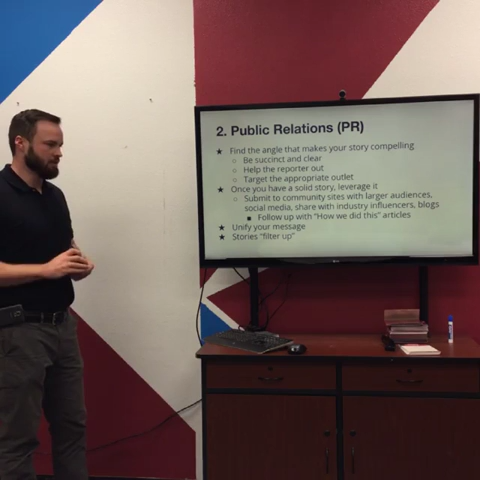 2. Public Relations (PR)
★ Find the angle that makes your story compelling
○ Be succinct and clear
○ Help the reporter out
○ Target the appropriate outlet
★ Once you have a solid story, leverage it
○ Submit to community sites with larger audiences,
social media, share with industry influencers, blogs
■ Follow up with "How we did this" articles
★ Unify your message
★ Stories "filter up"